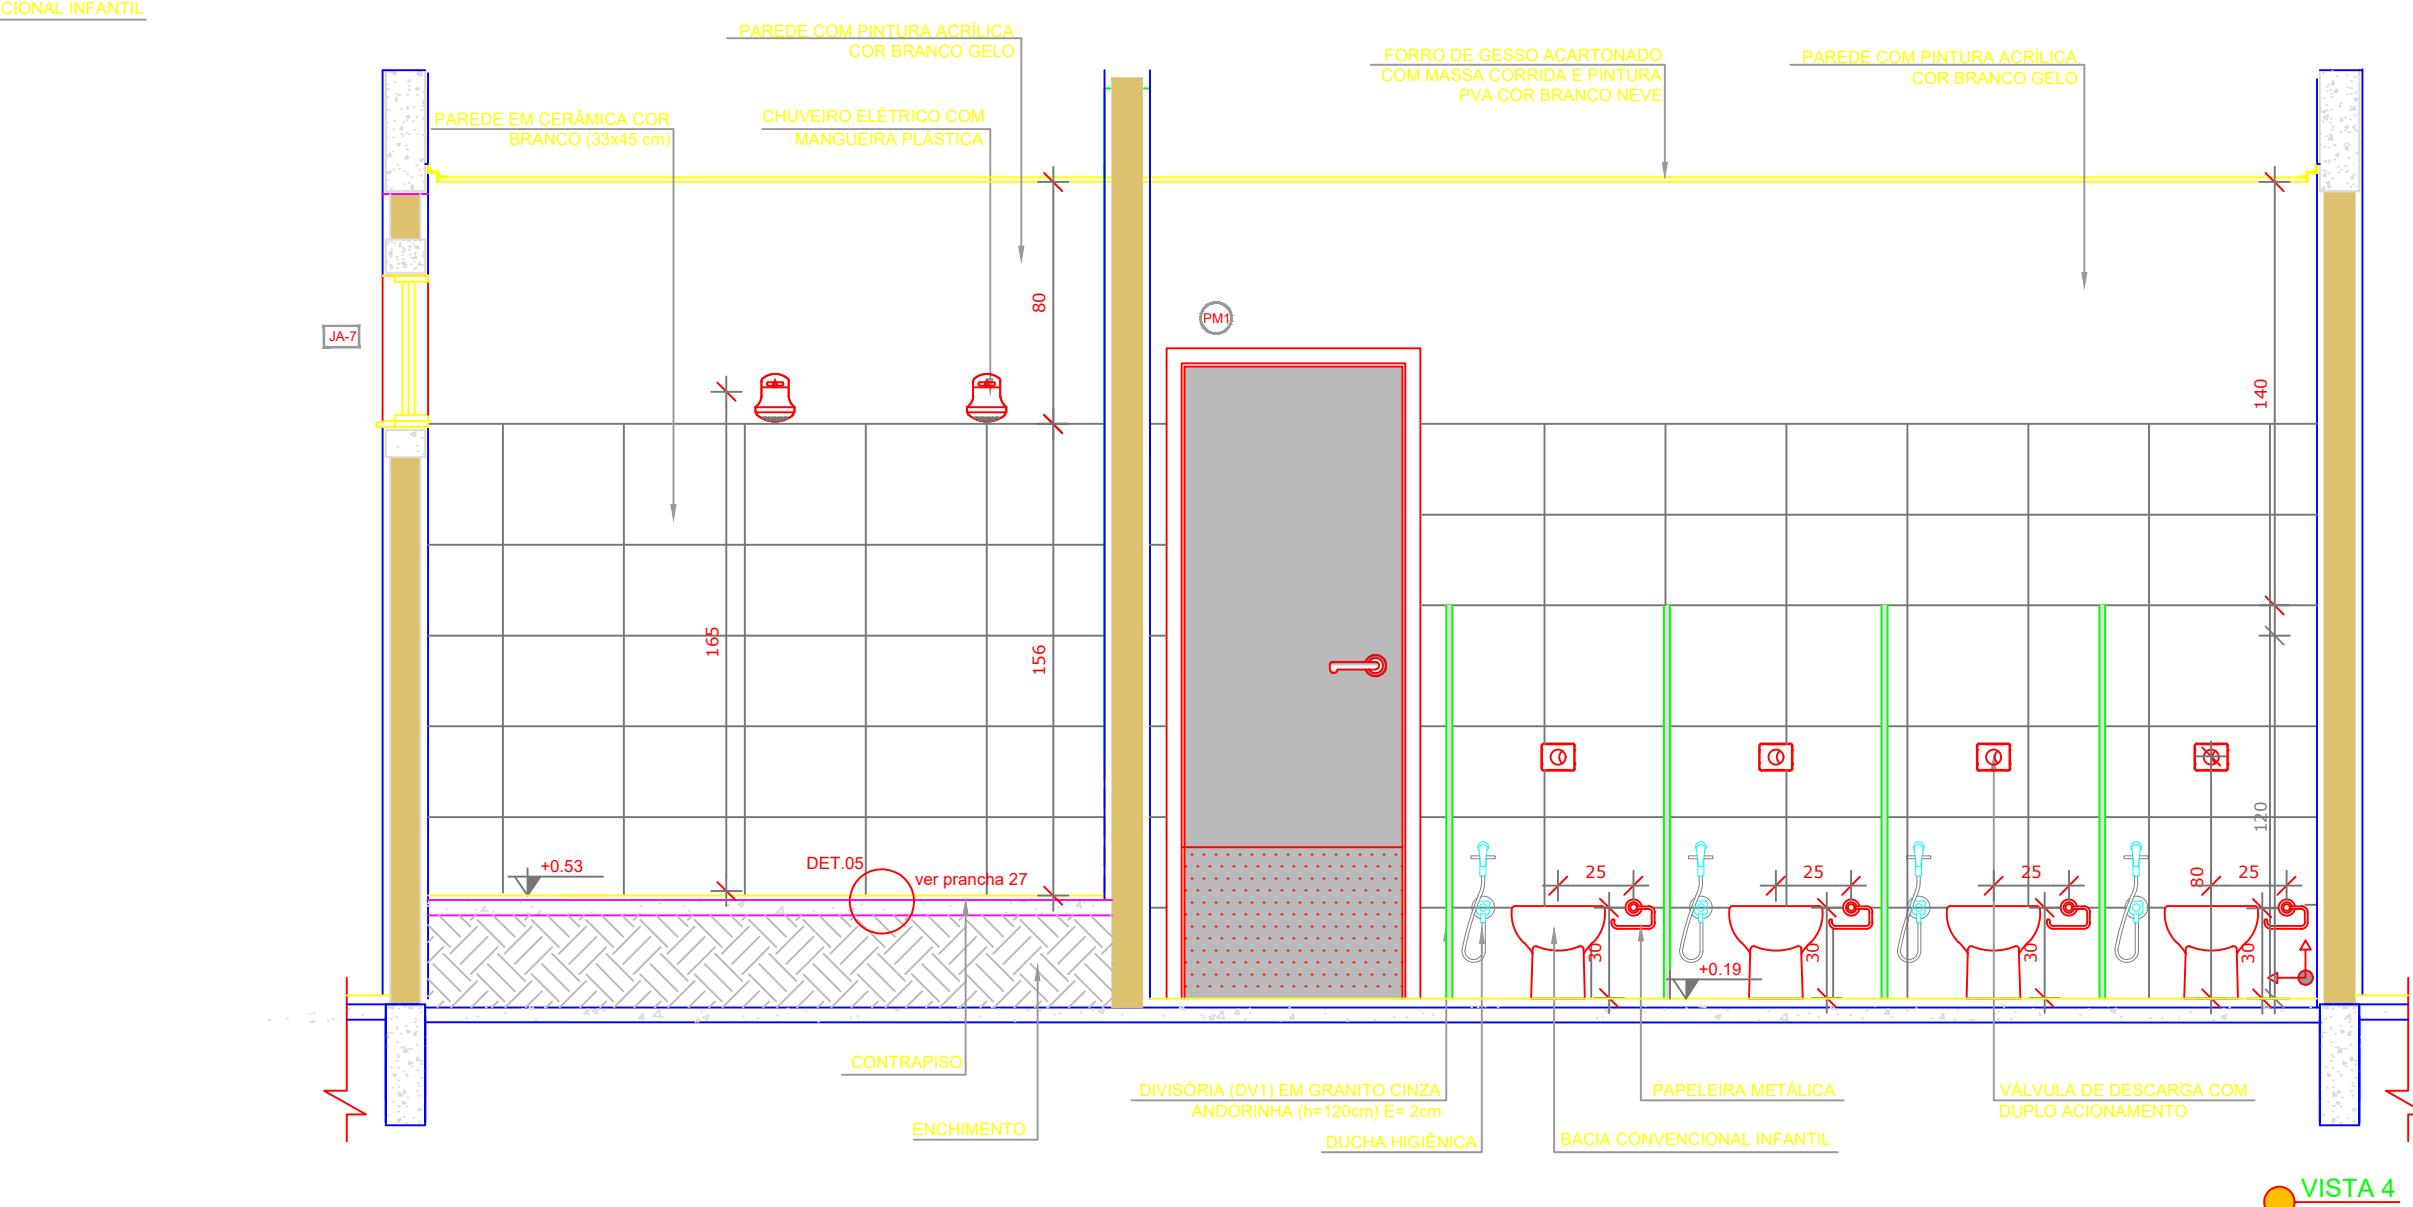 CIONAL INFANTIL
PAREDE COM PINTURA ACRÍLICA
COR BRANCO GELO
FORRO DE GESSO ACARTONADO
COM MASSA CORRIDA E PINTURA
PVA COR BRANCO NEVE
PAREDE COM PINTURA ACRÍLICA
COR BRANCO GELO
PAREDE EM CERÂMICA COR
BRANCO (33x45 cm)
CHUVEIRO ELÉTRICO COM
MANGUEIRA PLÁSTICA
80
PM1
JA-7
140
165
156
120
+0.53
DET.05
ver prancha 27
25
25
25
25
80
30
30
30
30
+0.19
CONTRAPISO
ENCHIMENTO
DIVISÓRIA (DV1) EM GRANITO CINZA
ANDORINHA (h=120cm) E= 2cm
DUCHA HIGIÊNICA
BACIA CONVENCIONAL INFANTIL
PAPELEIRA METÁLICA
VÁLVULA DE DESCARGA COM
DUPLO ACIONAMENTO
VISTA 4